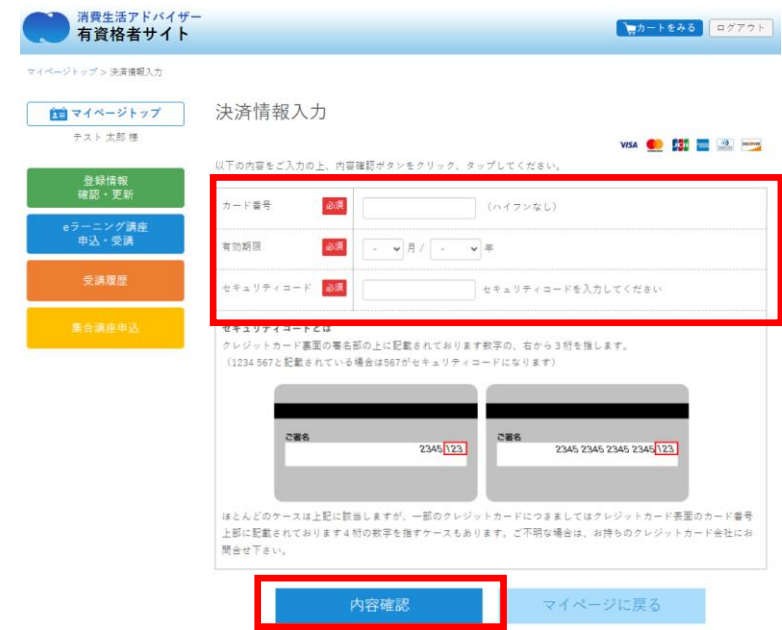 消費生活アドバイザー
有資格者サイト
カートをみる
ログアウト
マイページトップ > 決済情報入力
マイページトップ
テスト 太郎 様
登録情報
確認・更新
eラーニング講座
申込・受講
受講履歴
集合講座申込
決済情報入力
VISA
JCB
以下の内容をご入力の上、内容確認ボタンをクリック、タップしてください。
カード番号 必須 (ハイフンなし)
有効期限 必須 - 月 / - 年
セキュリティコード 必須 セキュリティコードを入力してください
セキュリティコードとは
クレジットカード裏面の署名部の上に記載されております数字の、右から3桁を指します。
(1234 567と記載されている場合は567がセキュリティコードになります)
ご署名
2345 123
ご署名
2345 2345 2345 2345 123
ほとんどのケースは上記に該当しますが、一部のクレジットカードにつきましてはクレジットカード表面のカード番号
上部に記載されております4桁の数字を指すケースもあります。ご不明な場合は、お持ちのクレジットカード会社にお
問合せ下さい。
内容確認
マイページに戻る